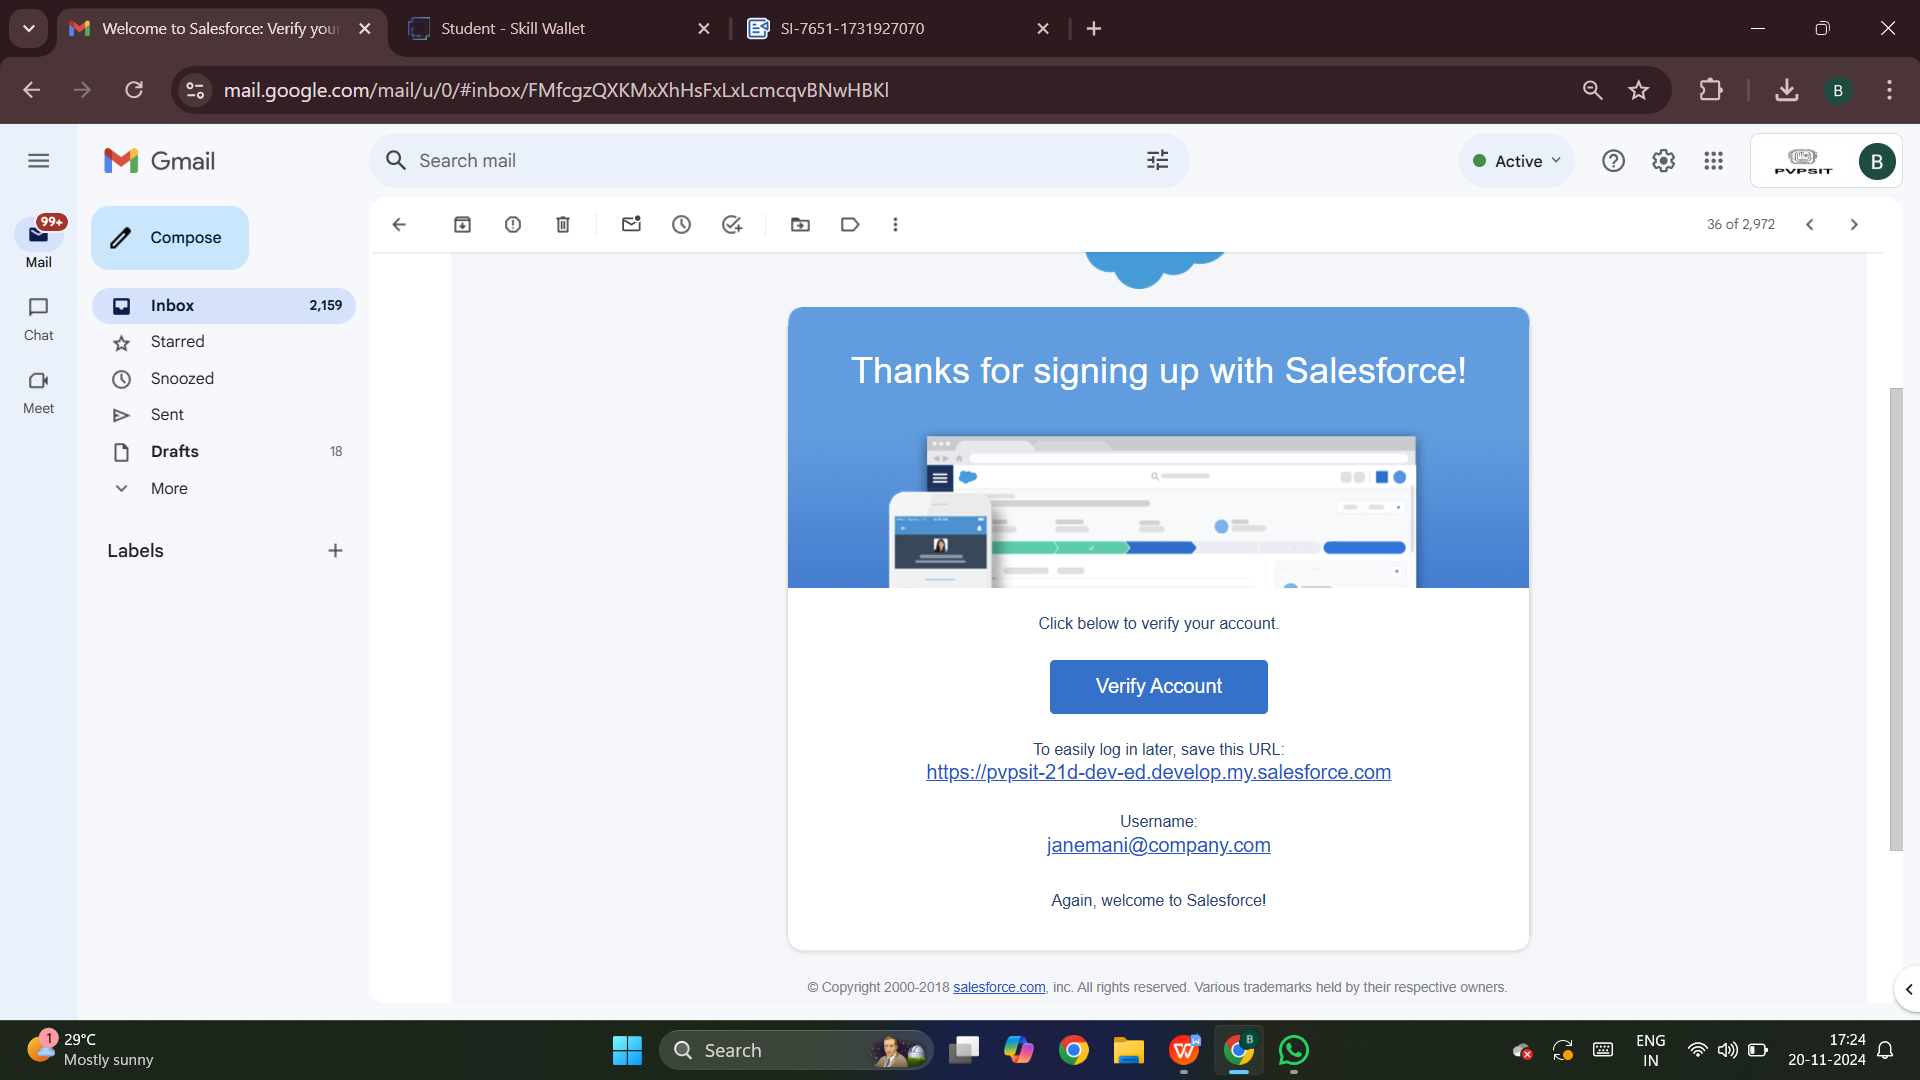 Welcome to Salesforce: Verify your
Student - Skill Wallet
SI-7651-1731927070
mail.google.com/mail/u/0/#inbox/FMfcgzQXKMxXhHsFxLxLcmcqvBNwHBKl
B
Gmail
Search mail
Active
PVPSIT
B
99+
Mail
Chat
Meet
Compose
Inbox 2,159
Starred
Snoozed
Sent
Drafts 18
More
Labels
36 of 2,972
Thanks for signing up with Salesforce!
Click below to verify your account.
Verify Account
To easily log in later, save this URL:
https://pvpsit-21d-dev-ed.develop.my.salesforce.com
Username:
janemani@company.com
Again, welcome to Salesforce!
© Copyright 2000-2018 salesforce.com, inc. All rights reserved. Various trademarks held by their respective owners.
1
29°C
Mostly sunny
Search
B
ENG
IN
17:24
20-11-2024